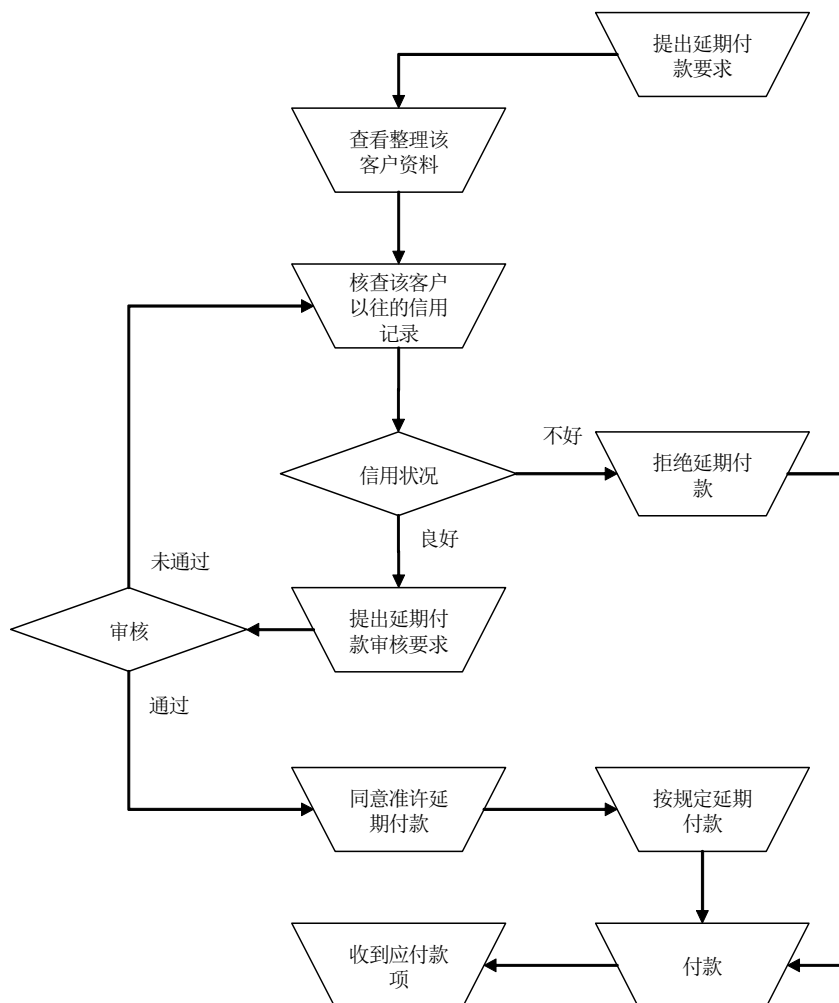 提出延期付
款要求
查看整理该
客户资料
核查该客户
以往的信用
记录
不好
信用状况
拒绝延期付
款
良好
未通过
审核
提出延期付
款审核要求
通过
同意准许延
期付款
按规定延期
付款
收到应付款
项
付款